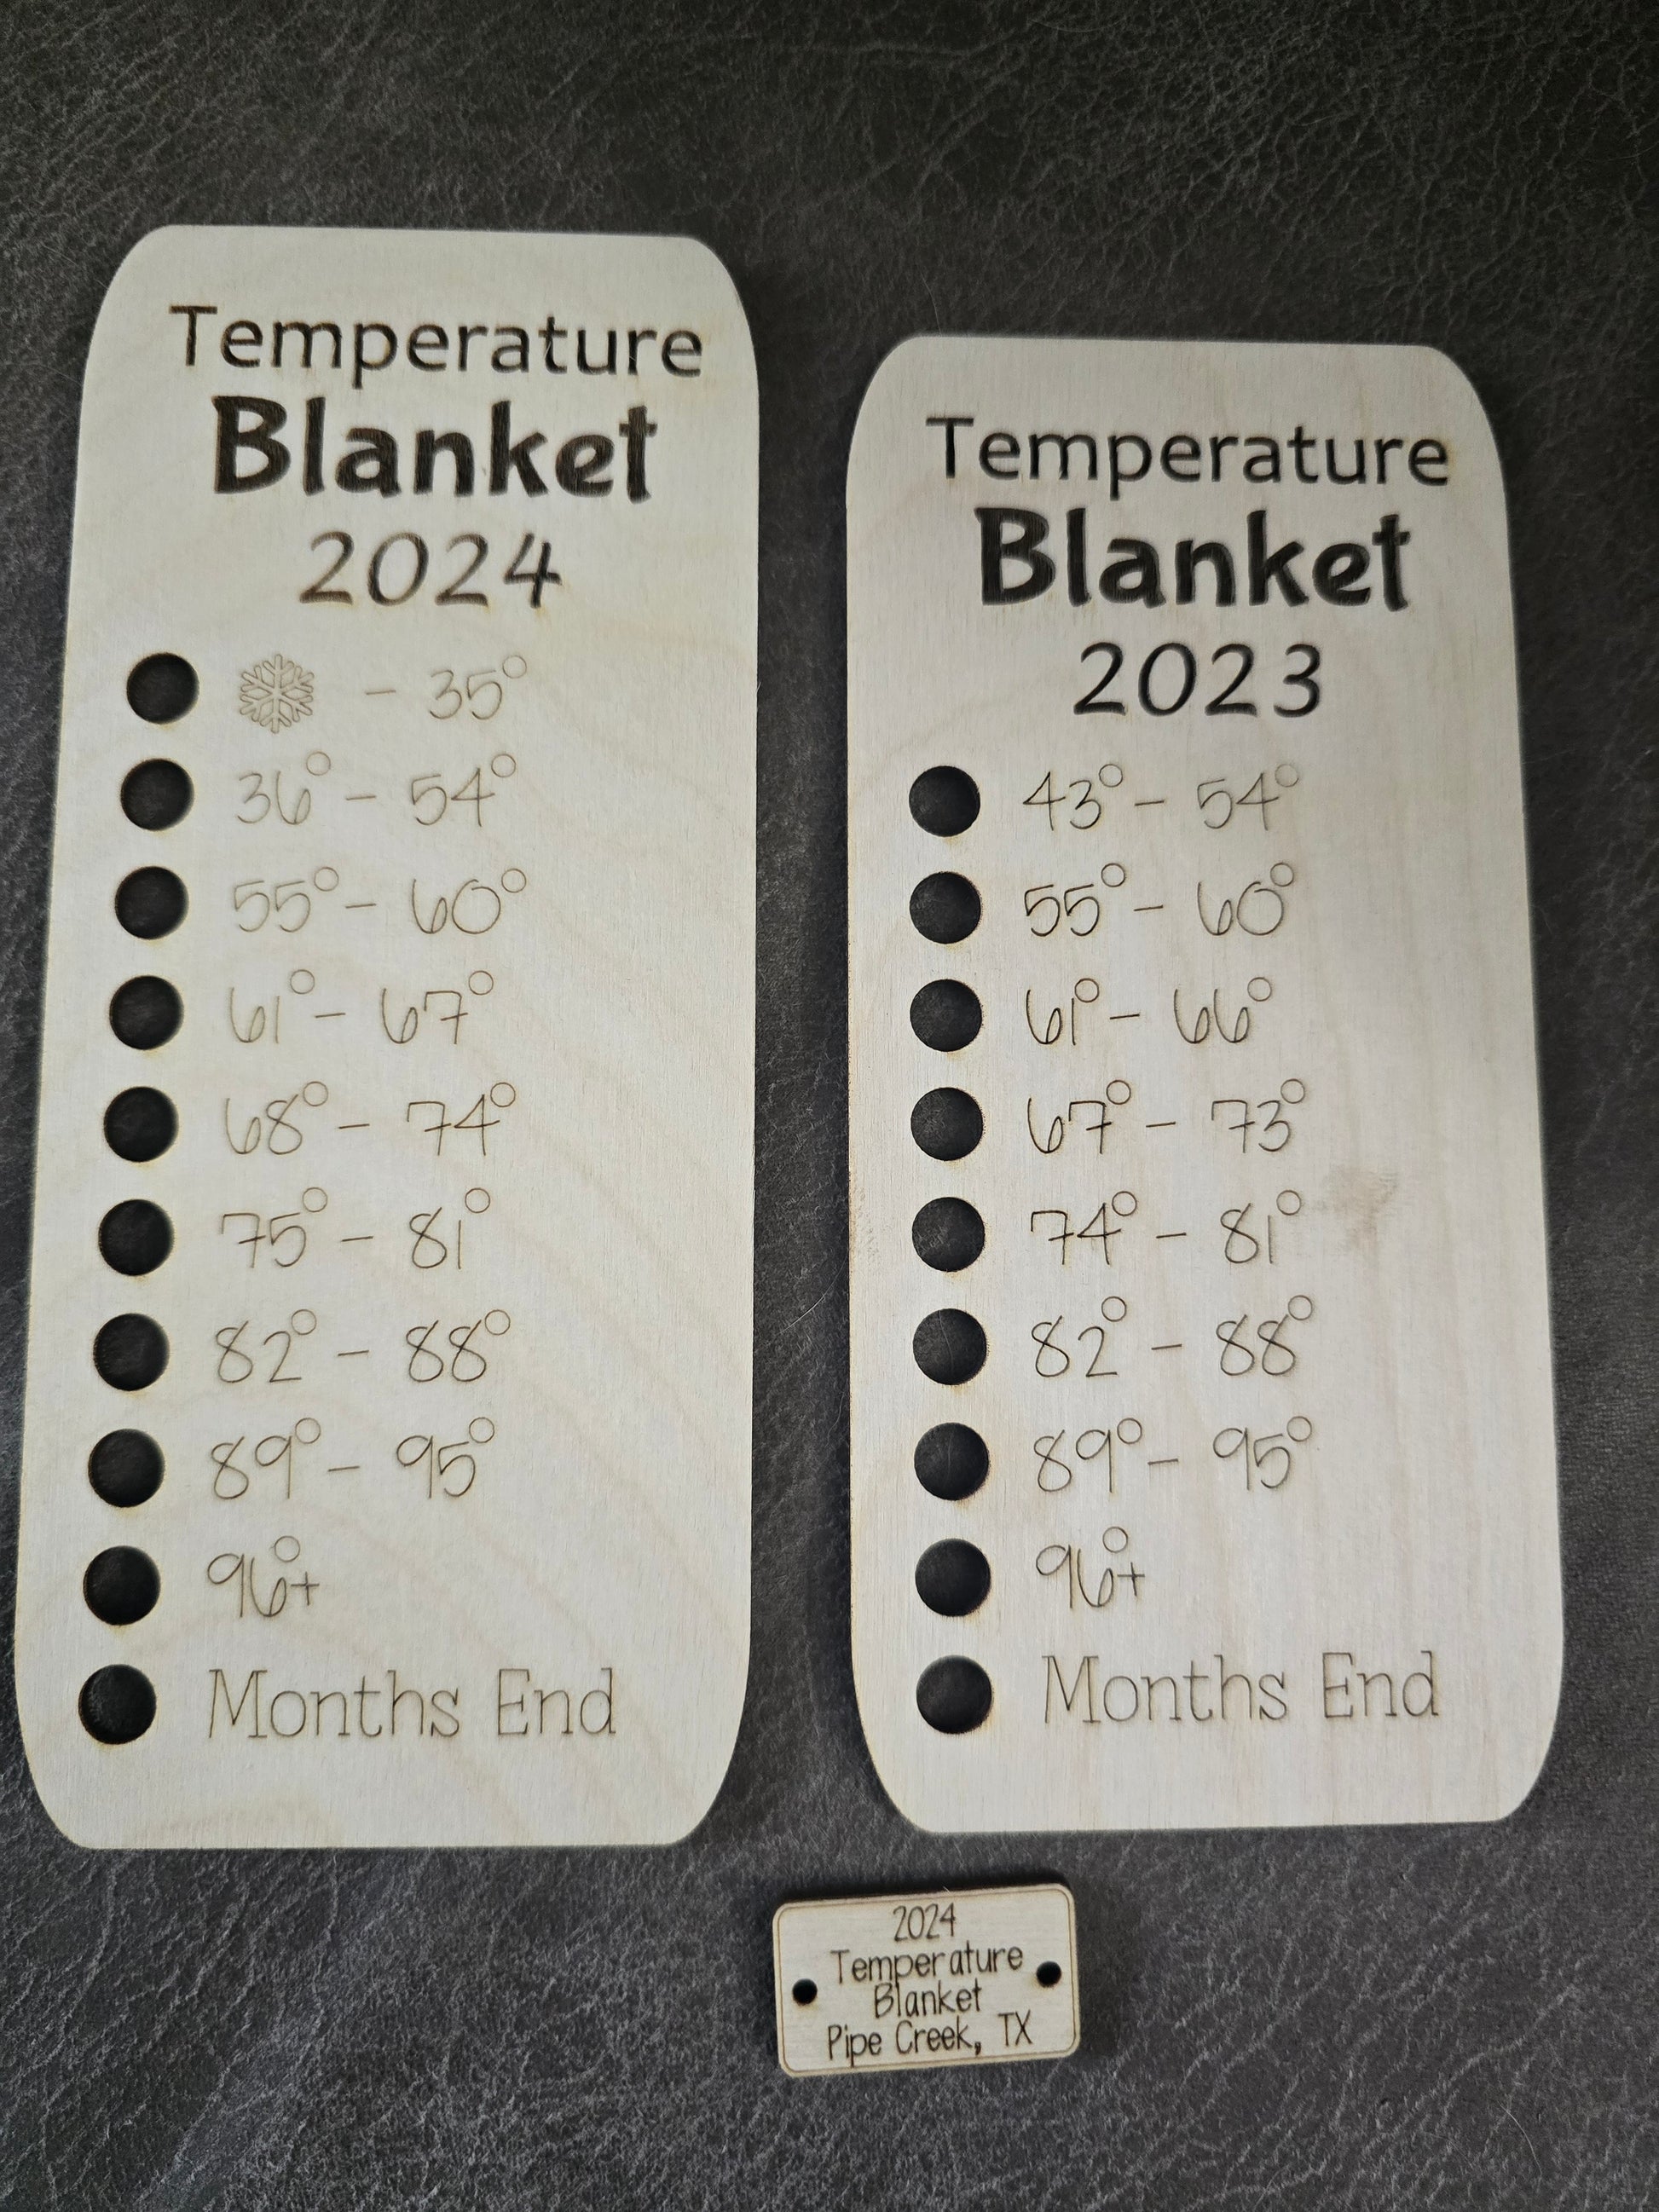 Temperature
Blanket
2024
- 35°
36° - 54°
55° - 60°
61° - 67°
68° - 74°
75° - 81°
82° - 88°
89° - 95°
96°+
Months End
Temperature
Blanket
2023
43° - 54°
55° - 60°
61° - 66°
67° - 73°
74° - 81°
82° - 88°
89° - 95°
96°+
Months End
2024
Temperature
Blanket
Pipe Creek, TX